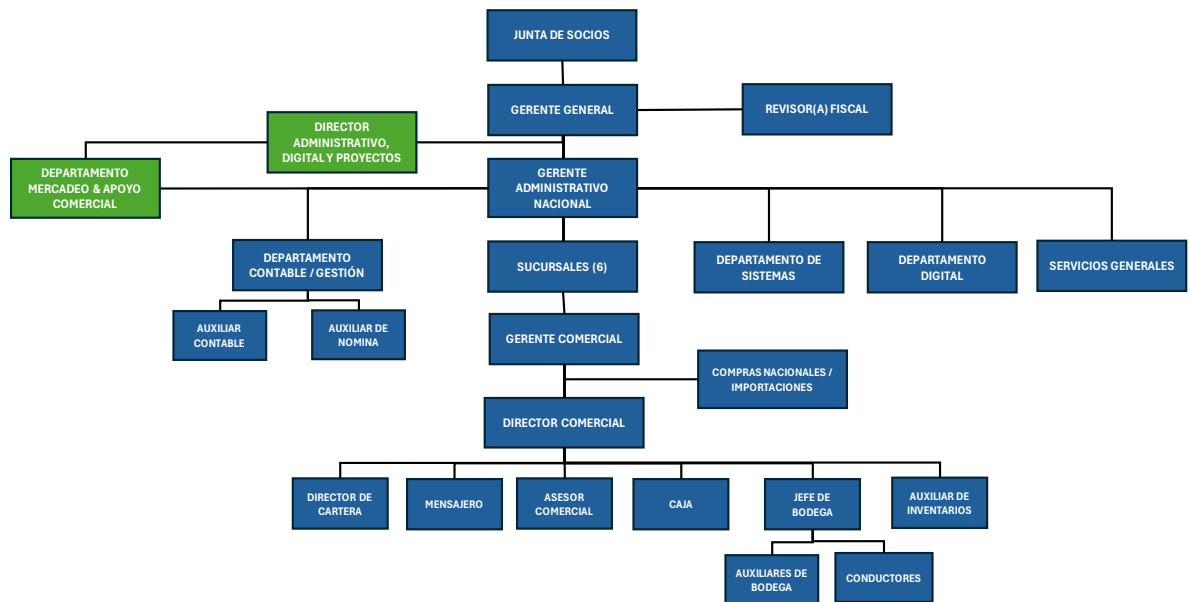 JUNTA DE SOCIOS
GERENTE GENERAL
REVISOR(A) FISCAL
DIRECTOR
ADMINISTRATIVO,
DIGITAL Y PROYECTOS
DEPARTAMENTO
MERCADEO & APOYO
COMERCIAL
GERENTE
ADMINISTRATIVO
NACIONAL
DEPARTAMENTO
CONTABLE / GESTIÓN
SUCURSALES (6)
DEPARTAMENTO DE
SISTEMAS
DEPARTAMENTO
DIGITAL
SERVICIOS GENERALES
AUXILIAR
CONTABLE
AUXILIAR DE
NOMINA
GERENTE COMERCIAL
COMPRAS NACIONALES /
IMPORTACIONES
DIRECTOR COMERCIAL
DIRECTOR DE
CARTERA
MENSAJERO
ASESOR
COMERCIAL
CAJA
JEFE DE
BODEGA
AUXILIAR DE
INVENTARIOS
AUXILIARES DE
BODEGA
CONDUCTORES